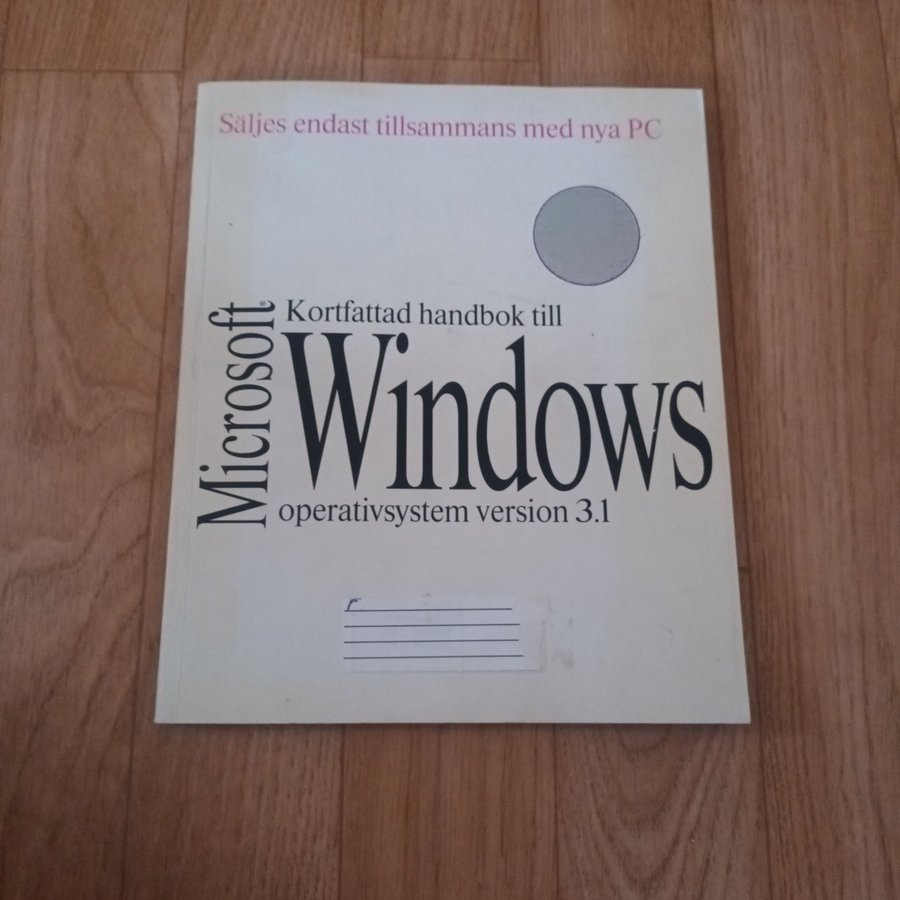 Säljes endast tillsammans med nya PC
Microsoft®
Kortfattad handbok till
Windows
operativsystem version 3.1